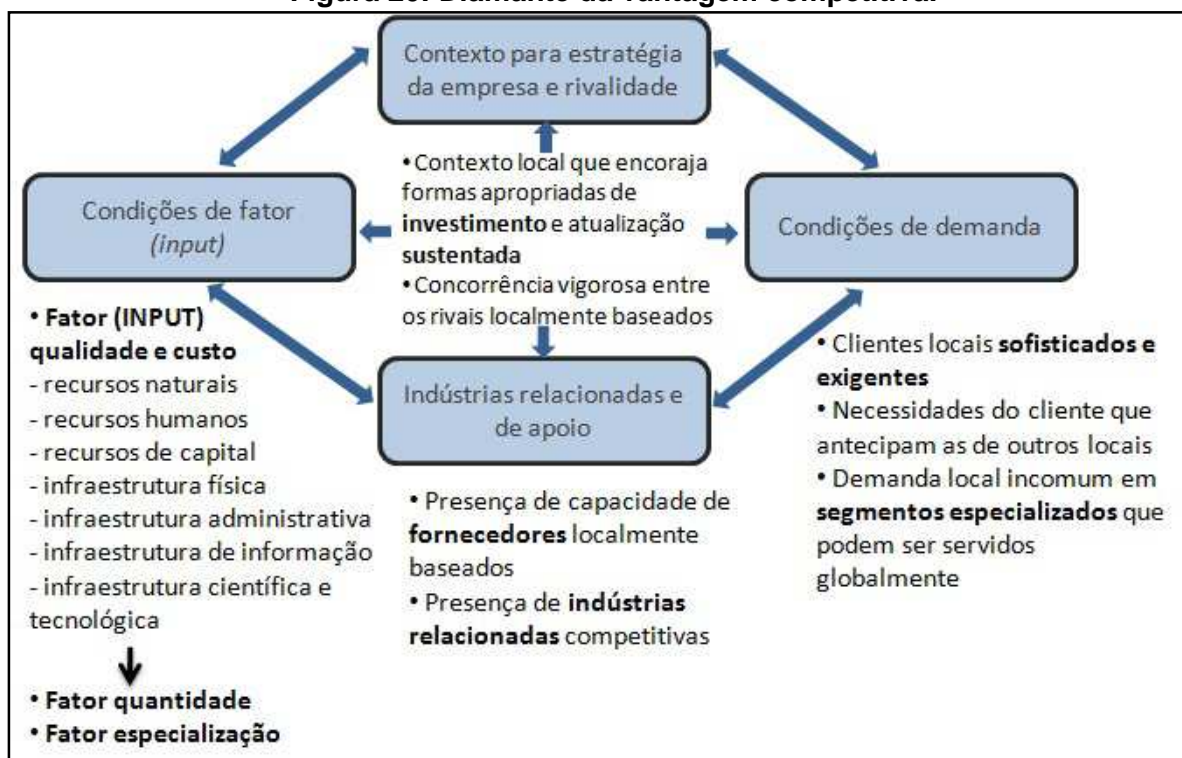 Contexto para estratégia
da empresa e rivalidade
• Contexto local que encoraja
formas apropriadas de
investimento e atualização
sustentada
• Concorrência vigorosa entre
os rivais localmente baseados
Condições de fator
(input)
Condições de demanda
• Fator (INPUT)
qualidade e custo
- recursos naturais
- recursos humanos
- recursos de capital
- infraestrutura física
- infraestrutura administrativa
- infraestrutura de informação
- infraestrutura científica e
tecnológica
• Fator quantidade
• Fator especialização
Indústrias relacionadas e
de apoio
• Presença de capacidade de
fornecedores localmente
baseados
• Presença de indústrias
relacionadas competitivas
• Clientes locais sofisticados e
exigentes
• Necessidades do cliente que
antecipam as de outros locais
• Demanda local incomum em
segmentos especializados que
podem ser servidos
globalmente